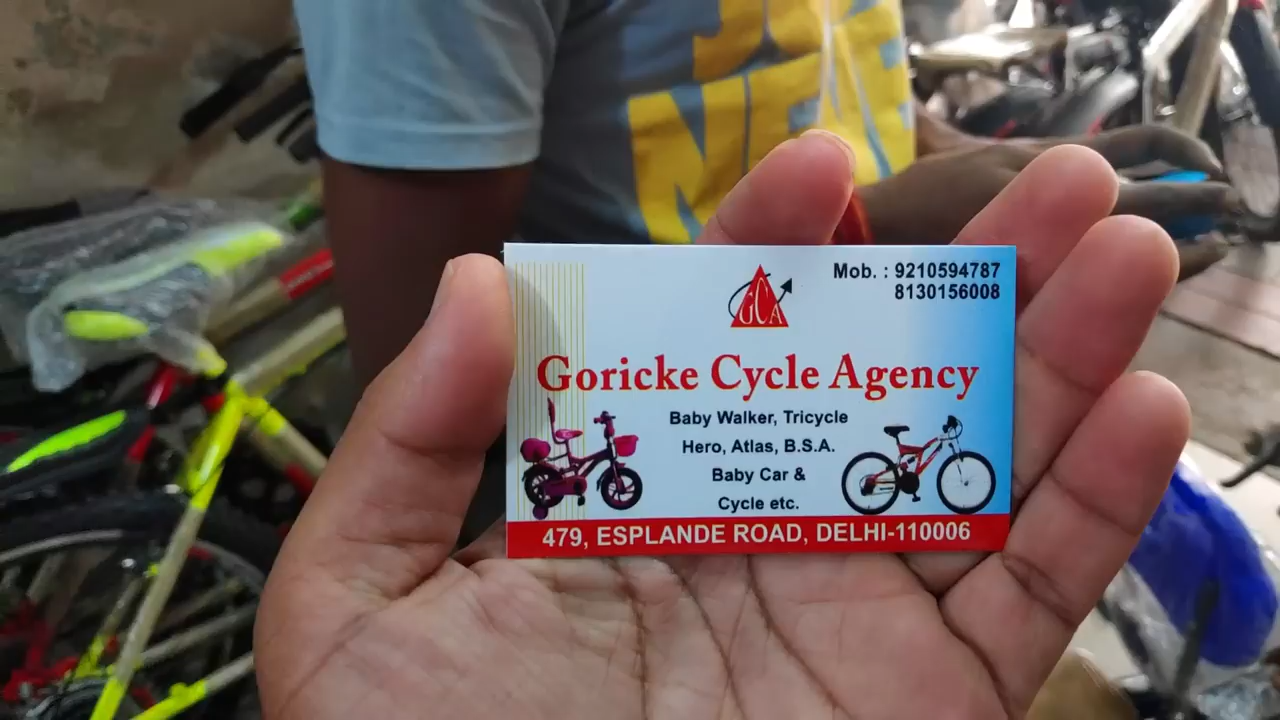 Mob. : 9210594787
8130156008
GCA
Goricke Cycle Agency
Baby Walker, Tricycle
Hero, Atlas, B.S.A.
Baby Car &
Cycle etc.
479, ESPLANDE ROAD, DELHI-110006